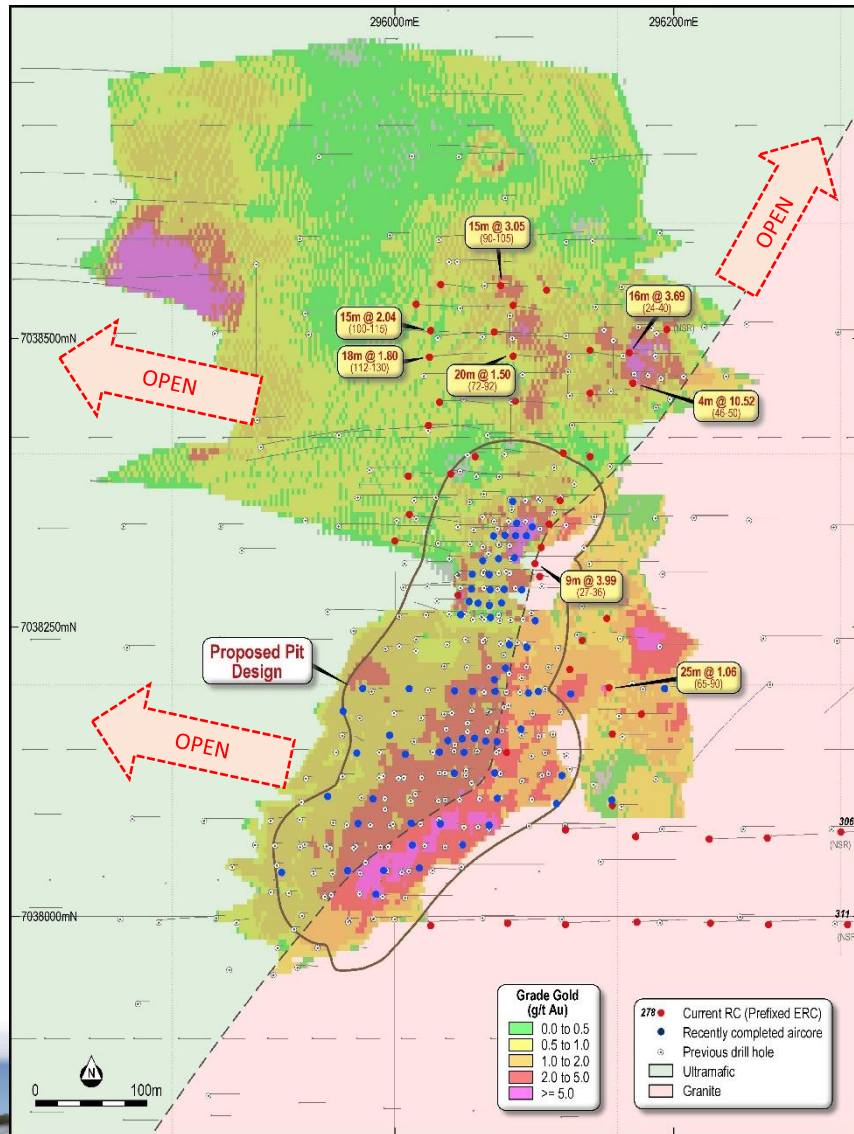 296000mE
296200mE
OPEN
15m @ 3.05
(90-105)
16m @ 3.69
(24-40)
15m @ 2.04
(100-115)
(NSR)
7038500mN
18m @ 1.80
(112-130)
20m @ 1.50
(72-92)
OPEN
4m @ 10.52
(46-50)
9m @ 3.99
(27-36)
7038250mN
Proposed Pit
Design
25m @ 1.06
(65-90)
OPEN
306
(NSR)
7038000mN
311
(NSR)
Grade Gold
(g/t Au)
0.0 to 0.5
0.5 to 1.0
1.0 to 2.0
2.0 to 5.0
>= 5.0
278 Current RC (Prefixed ERC)
Recently completed aircore
Previous drill hole
Ultramafic
Granite
N
0 100m